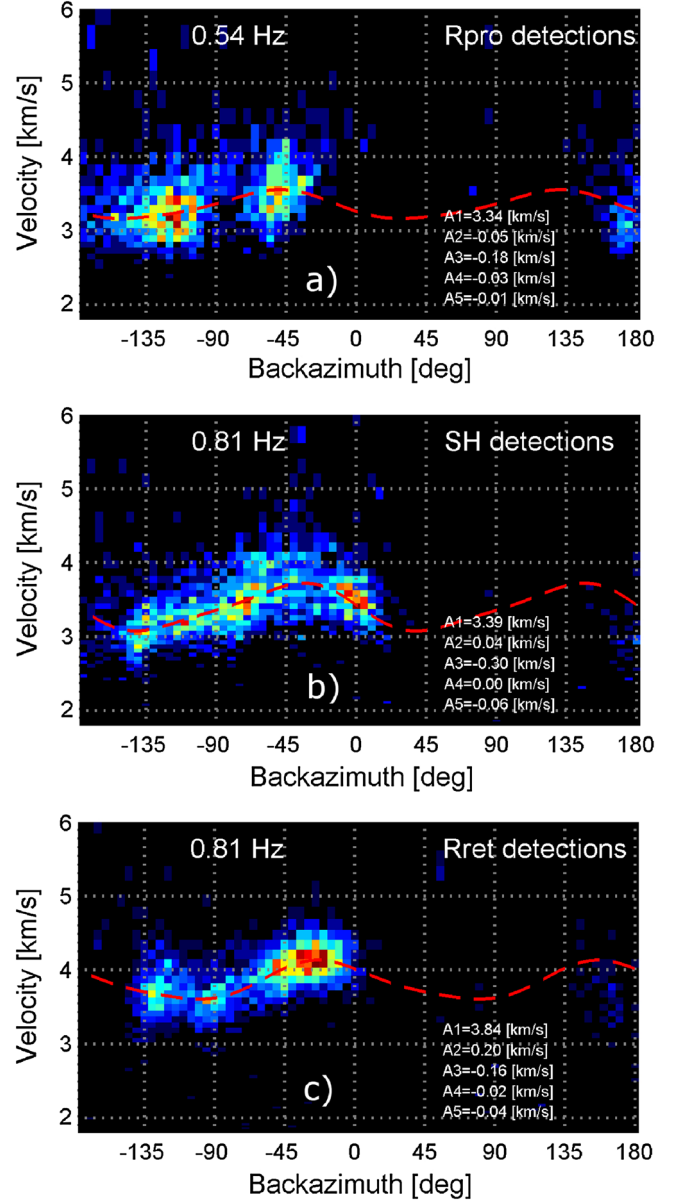 6
0.54 Hz
Rpro detections
5
4
3
2
Velocity [km/s]
A1=3.34 [km/s]
A2=-0.05 [km/s]
A3=-0.18 [km/s]
A4=-0.03 [km/s]
A5=-0.01 [km/s]
a)
-135 -90 -45 0 45 90 135 180
Backazimuth [deg]
6
0.81 Hz
SH detections
5
4
3
2
Velocity [km/s]
A1=3.39 [km/s]
A2=0.04 [km/s]
A3=-0.30 [km/s]
A4=0.00 [km/s]
A5=-0.06 [km/s]
b)
-135 -90 -45 0 45 90 135 180
Backazimuth [deg]
6
0.81 Hz
Rret detections
5
4
3
2
Velocity [km/s]
A1=3.84 [km/s]
A2=0.20 [km/s]
A3=-0.16 [km/s]
A4=-0.02 [km/s]
A5=-0.04 [km/s]
c)
-135 -90 -45 0 45 90 135 180
Backazimuth [deg]